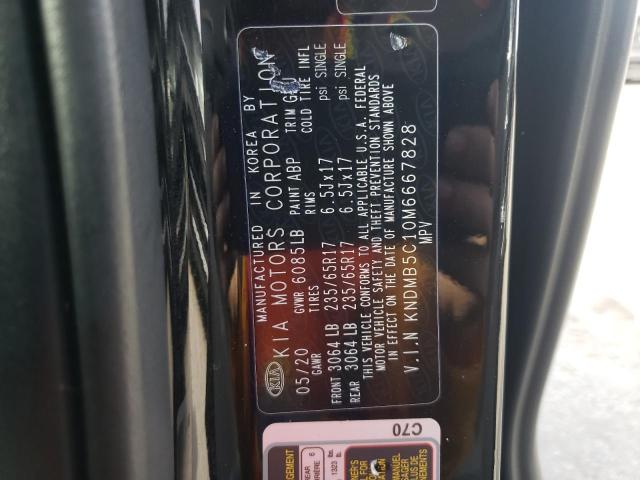 MANUFACTURED IN KOREA BY
KIA KIA MOTORS CORPORATION
05/20 GVWR 6085LB PAINT ABP TRIM
GAWR TIRES RIMS COLD TIRE INFL
FRONT 3064 LB 235/65R17 6.5Jx17 psi SINGLE
REAR 3064 LB 235/65R17 6.5Jx17 psi SINGLE
THIS VEHICLE CONFORMS TO ALL APPLICABLE U.S.A. FEDERAL
MOTOR VEHICLE SAFETY AND THEFT PREVENTION STANDARDS
IN EFFECT ON THE DATE OF MANUFACTURE SHOWN ABOVE
V.I.N KNDMB5C10M6667828
MPV
C70
6
1323